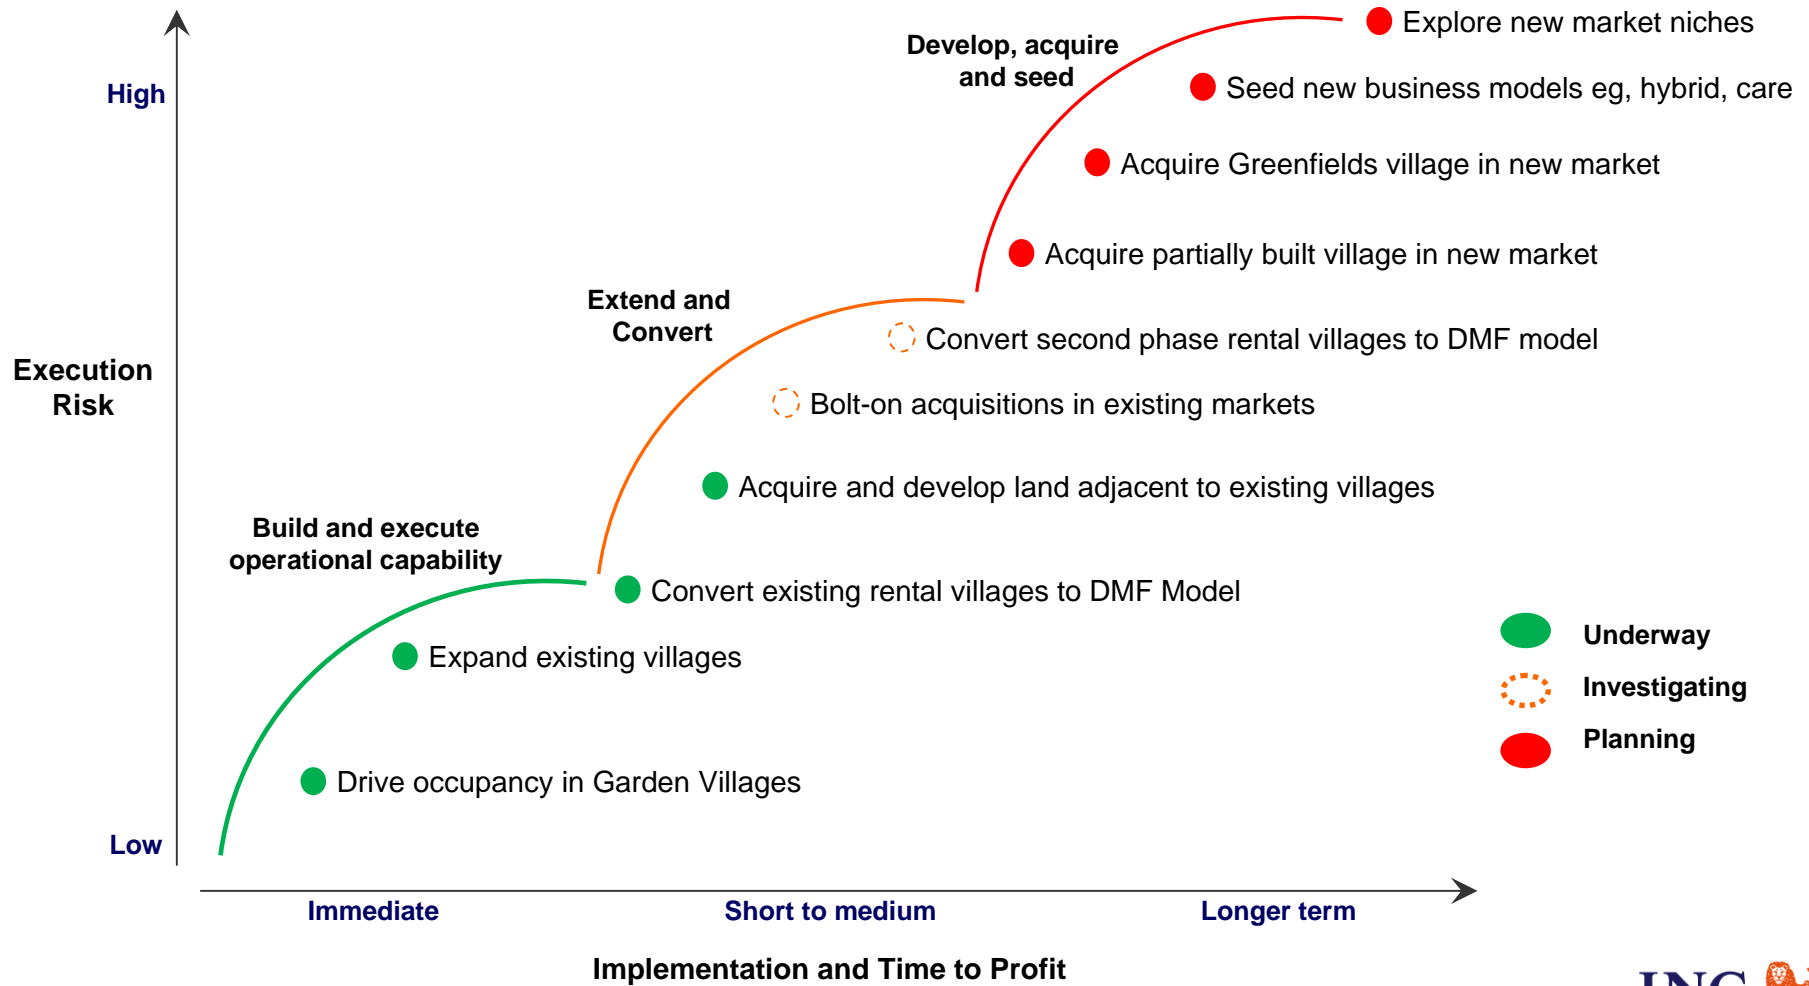 Explore new market niches
Develop, acquire
and seed
High
Seed new business models eg, hybrid, care
Acquire Greenfields village in new market
Acquire partially built village in new market
Extend and
Convert
Convert second phase rental villages to DMF model
Execution
Risk
Bolt-on acquisitions in existing markets
Acquire and develop land adjacent to existing villages
Build and execute
operational capability
Convert existing rental villages to DMF Model
Expand existing villages
Underway
Investigating
Planning
Drive occupancy in Garden Villages
Low
Immediate
Short to medium
Longer term
Implementation and Time to Profit
ING